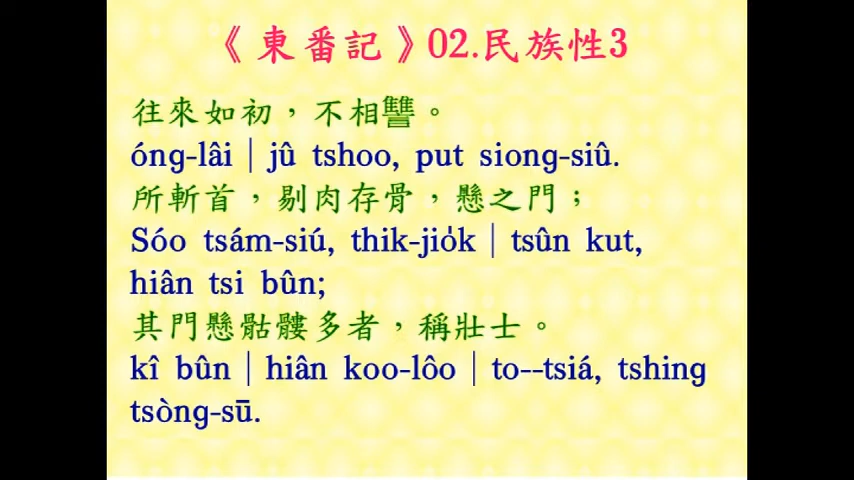 《東番記》02.民族性3
往來如初，不相讐。
óng-lâi | jû tshoo, put siong-siû.
所斬首，剔肉存骨，懸之門；
Sóo tsám-siú, thik-jio̍k | tsûn kut,
hiân tsi bûn;
其門懸骷髏多者，稱壯士。
kî bûn | hiân koo-lôo | to--tsiá, tshing
tsòng-sū.